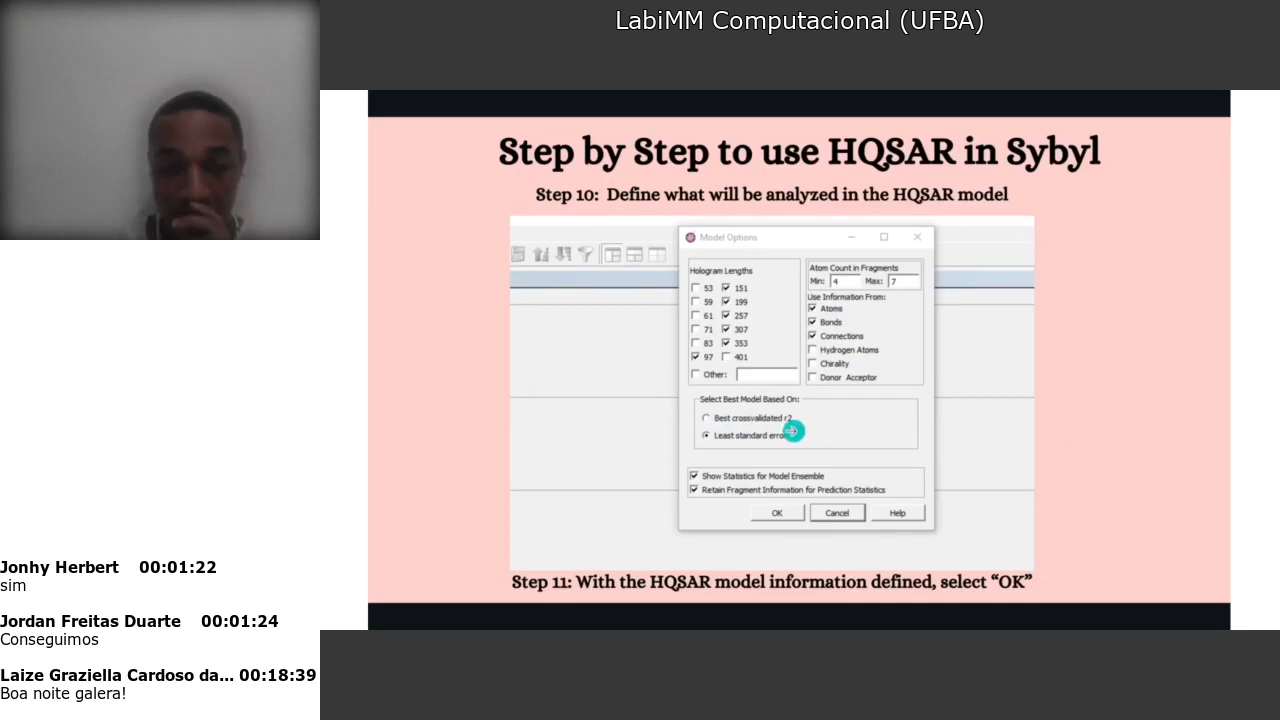 LabiMM Computacional (UFBA)
Step by Step to use HQSAR in Sybyl
Step 10: Define what will be analyzed in the HQSAR model
Model Options
Hologram Lengths
53 151
59 199
61 257
71 307
83 353
97 401
Other:
Atom Count in Fragments
Min: 4 Max: 7
Use Information From:
Atoms
Bonds
Connections
Hydrogen Atoms
Chirality
Donor Acceptor
Select Best Model Based On:
Best crossvalidated r2
Least standard erro
Show Statistics for Model Ensemble
Retain Fragment Information for Prediction Statistics
OK Cancel Help
Step 11: With the HQSAR model information defined, select “OK”
Jonhy Herbert 00:01:22
sim
Jordan Freitas Duarte 00:01:24
Conseguimos
Laize Graziella Cardoso da... 00:18:39
Boa noite galera!